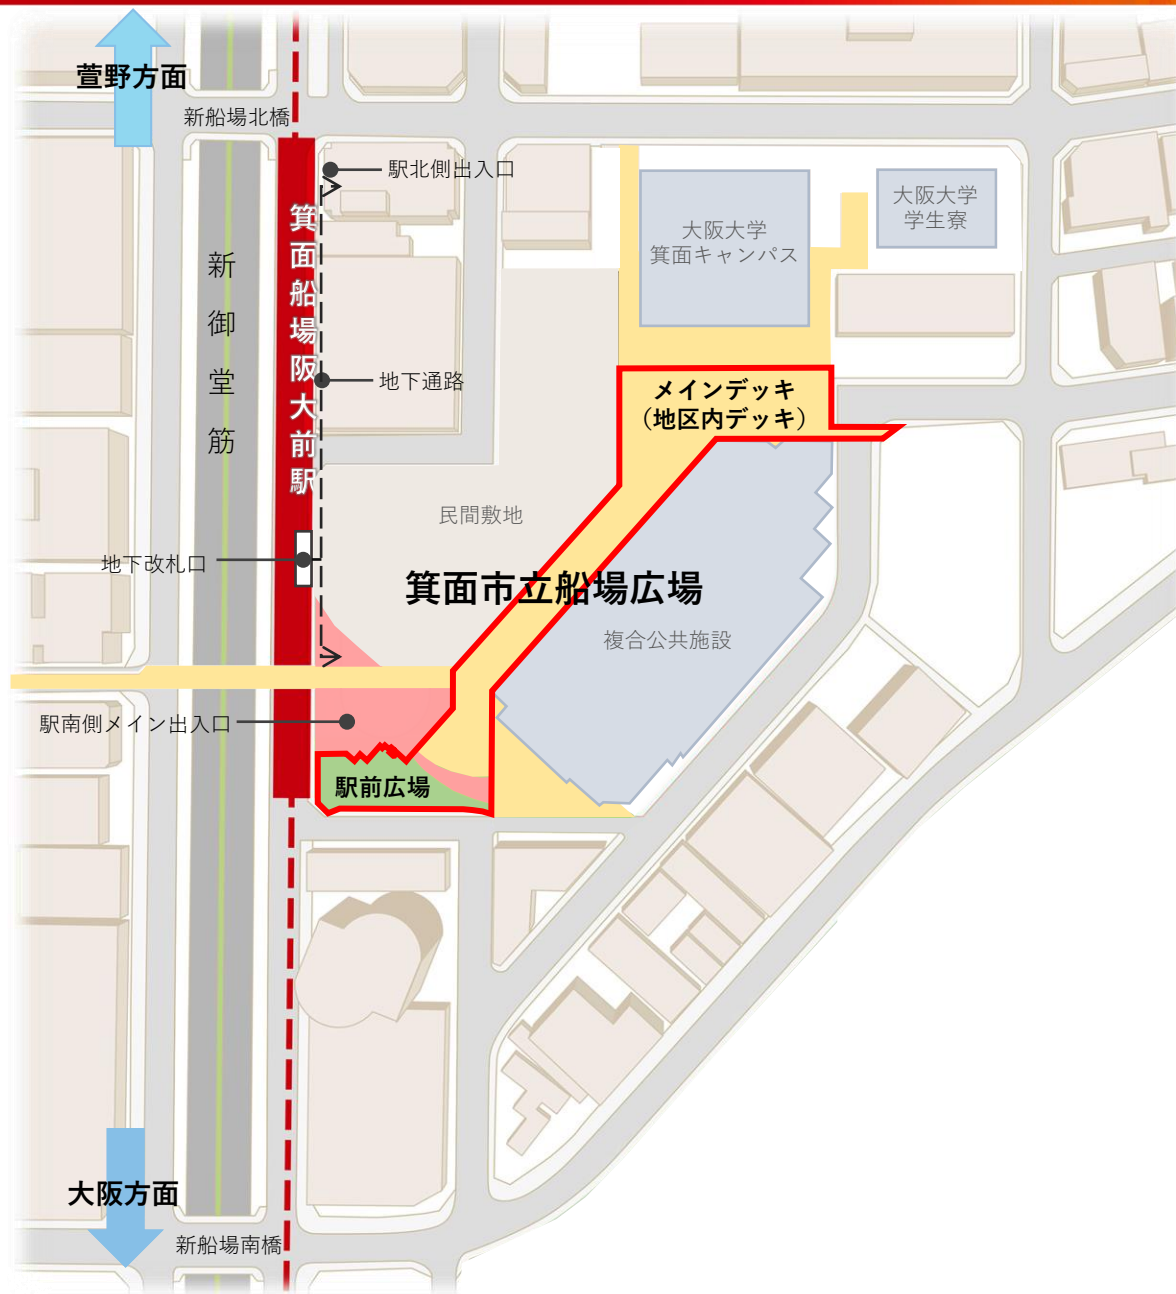 萱野方面
新船場北橋
駅北側出入口
大阪大学
学生寮
大阪大学
箕面キャンパス
箕面船場阪大前駅
新御堂筋
地下通路
メインデッキ
（地区内デッキ）
民間敷地
地下改札口
箕面市立船場広場
複合公共施設
駅南側メイン出入口
駅前広場
大阪方面
新船場南橋